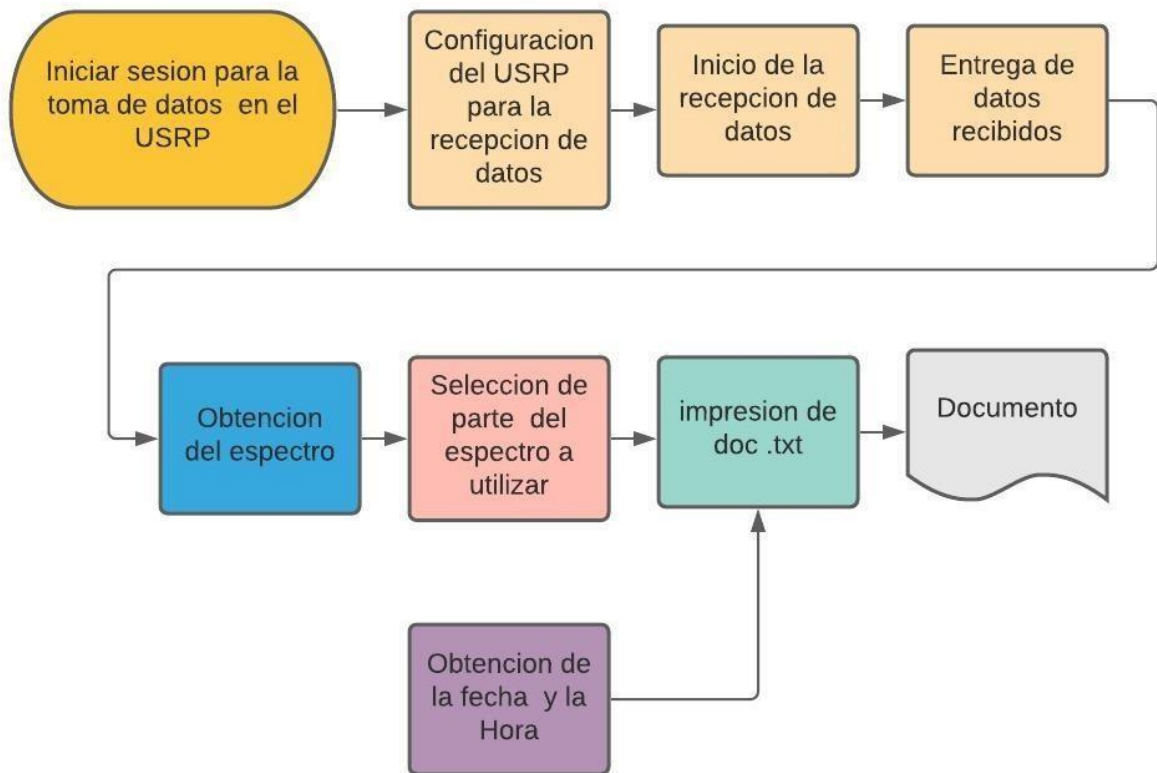 Iniciar sesion para la
toma de datos en el
USRP
Configuracion
del USRP
para la
recepcion de
datos
Inicio de la
recepcion de
datos
Entrega de
datos
recibidos
Obtencion
del espectro
Seleccion de
parte del
espectro a
utilizar
impresion de
doc .txt
Documento
Obtencion de
la fecha y la
Hora